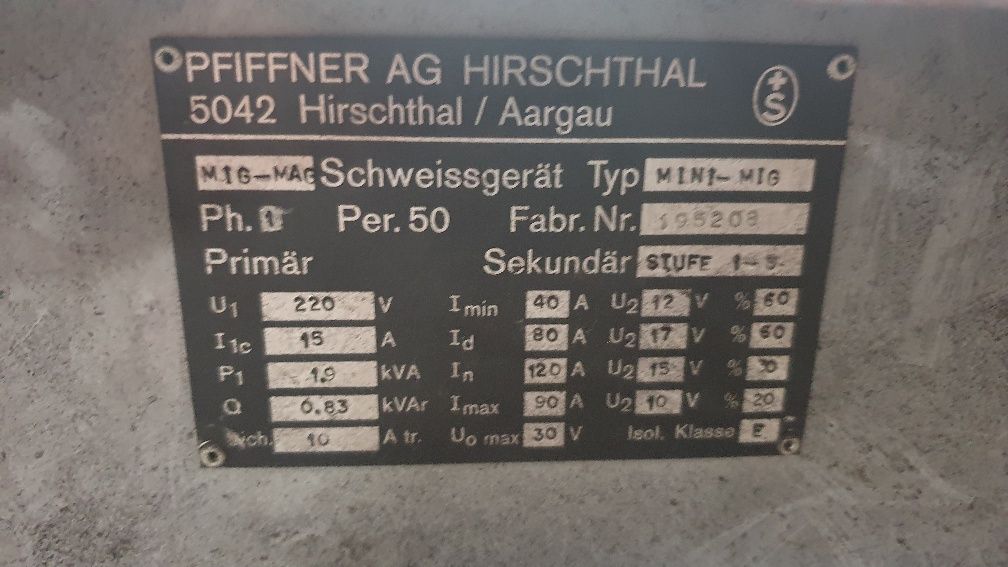 PFIFFNER AG HIRSCHTHAL
5042 Hirschthal / Aargau
+S
MIG-MAG Schweissgerät Typ MINI-MIG
Ph. 1 Per. 50 Fabr. Nr. 195208
Primär Sekundär STUFE 1-5
U1 220 V I min 40 A U2 12 V % 60
I1c 15 A Id 80 A U2 17 V % 60
P1 1.9 kVA In 120 A U2 15 V % 30
Q 0.83 kVAr I max 90 A U2 10 V % 20
10 A tr. Uo max 30 V Isol. Klasse E